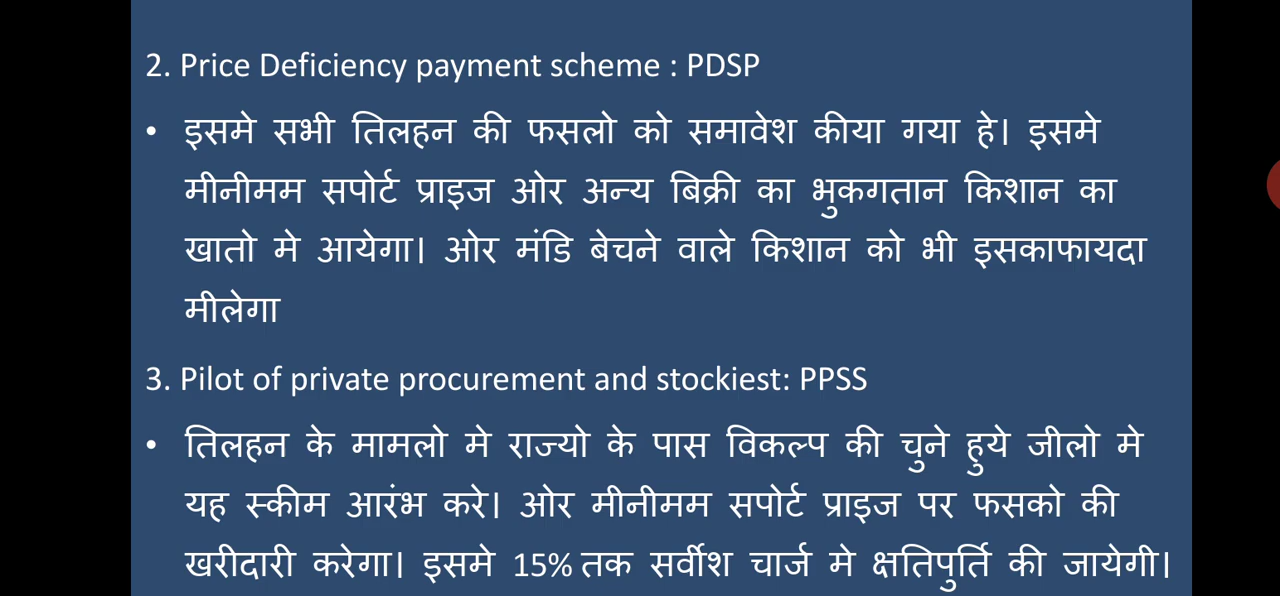 2. Price Deficiency payment scheme : PDSP
• इसमे सभी तिलहन की फसलो को समावेश कीया गया हे। इसमे
मीनीमम सपोर्ट प्राइज ओर अन्य बिक्री का भुकगतान किशान का
खातो मे आयेगा। ओर मंडि बेचने वाले किशान को भी इसकाफायदा
मीलेगा
3. Pilot of private procurement and stockiest: PPSS
• तिलहन के मामलो मे राज्यो के पास विकल्प की चुने हुये जीलो मे
यह स्कीम आरंभ करे। ओर मीनीमम सपोर्ट प्राइज पर फसको की
खरीदारी करेगा। इसमे 15% तक सर्वीश चार्ज मे क्षतिपुर्ति की जायेगी।